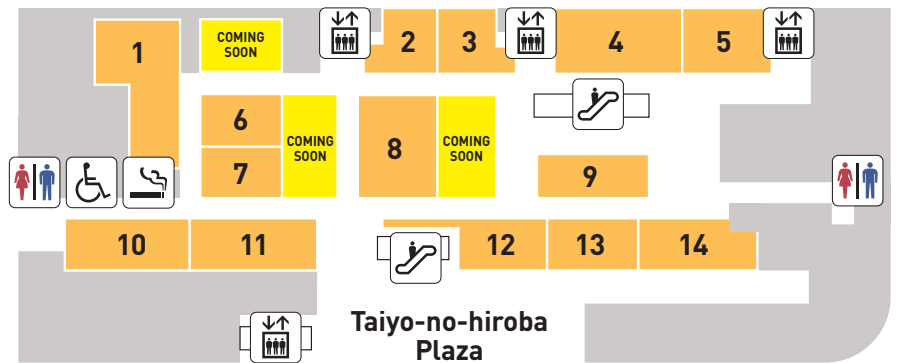 1
COMING
SOON
2
3
4
5
6
COMING
SOON
7
8
COMING
SOON
9
10
11
12
13
14
Taiyo-no-hiroba
Plaza